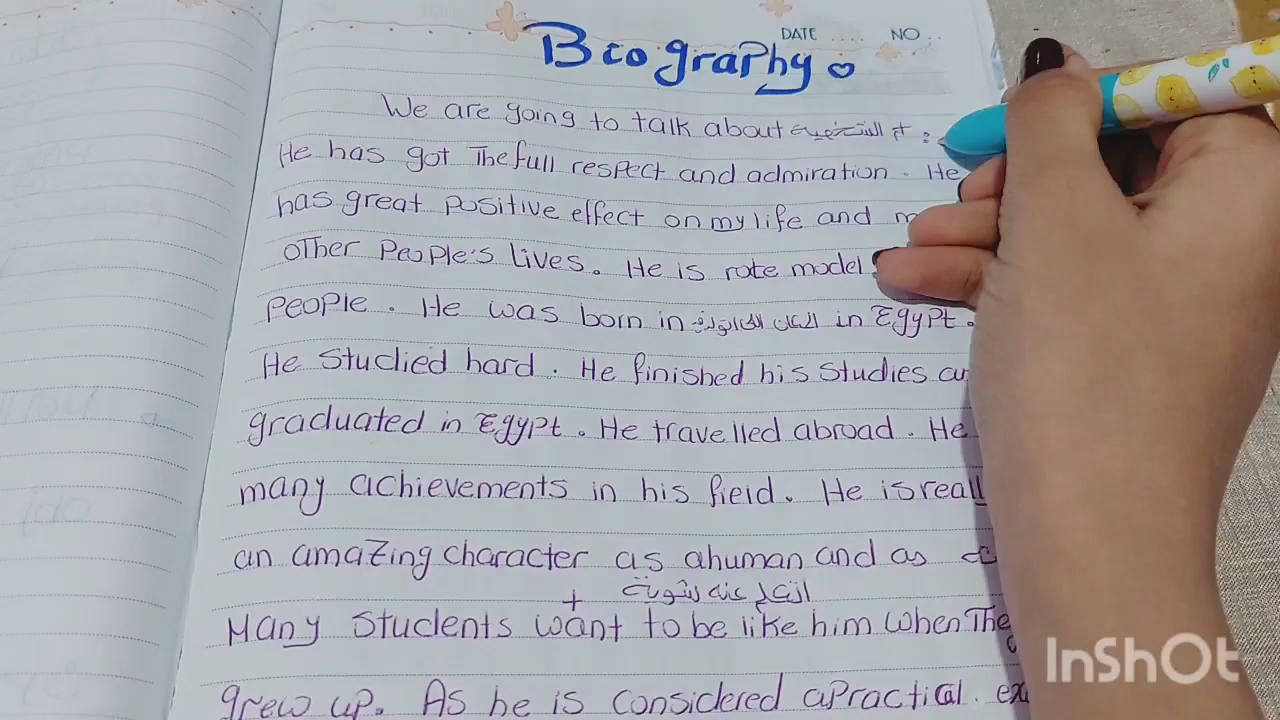 DATE .... NO ..
Biography
We are going to talk about اسم الشخصية :
He has got The full respect and admiration . He
has great positive effect on my life and
other People's lives. He is rote model
People . He was born in المكان in Egypt .
He studied hard . He finished his studies
graduated in Egypt . He travelled abroad . He
many achievements in his field . He is reall
an amazing character as a human and as
+ اتكلم عنه بشوية
Many students want to be like him when The
grew up. As he is considered a Practical
InShOt